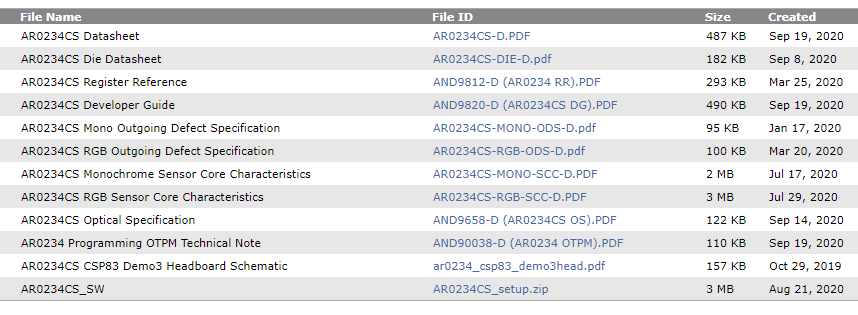 File Name File ID Size Created
AR0234CS Datasheet AR0234CS-D.PDF 487 KB Sep 19, 2020
AR0234CS Die Datasheet AR0234CS-DIE-D.pdf 182 KB Sep 8, 2020
AR0234CS Register Reference AND9812-D (AR0234 RR).PDF 293 KB Mar 25, 2020
AR0234CS Developer Guide AND9820-D (AR0234CS DG).PDF 490 KB Sep 19, 2020
AR0234CS Mono Outgoing Defect Specification AR0234CS-MONO-ODS-D.pdf 95 KB Jan 17, 2020
AR0234CS RGB Outgoing Defect Specification AR0234CS-RGB-ODS-D.pdf 100 KB Mar 20, 2020
AR0234CS Monochrome Sensor Core Characteristics AR0234CS-MONO-SCC-D.PDF 2 MB Jul 17, 2020
AR0234CS RGB Sensor Core Characteristics AR0234CS-RGB-SCC-D.PDF 3 MB Jul 29, 2020
AR0234CS Optical Specification AND9658-D (AR0234CS OS).PDF 122 KB Sep 14, 2020
AR0234 Programming OTPM Technical Note AND90038-D (AR0234 OTPM).PDF 110 KB Sep 19, 2020
AR0234CS CSP83 Demo3 Headboard Schematic ar0234_csp83_demo3head.pdf 157 KB Oct 29, 2019
AR0234CS_SW AR0234CS_setup.zip 3 MB Aug 21, 2020